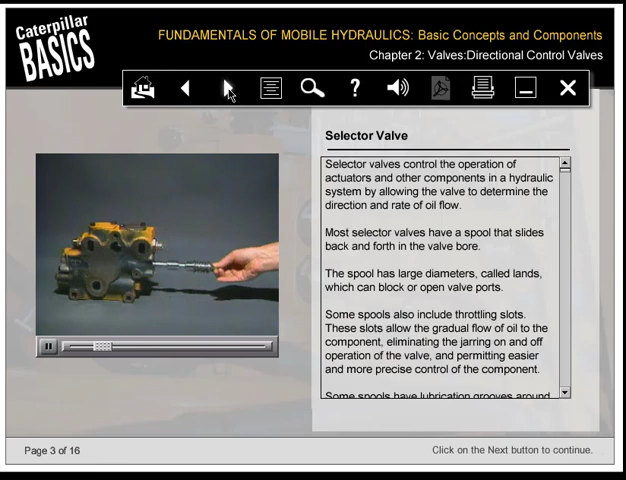 Caterpillar
BASICS
FUNDAMENTALS OF MOBILE HYDRAULICS: Basic Concepts and Components
Chapter 2: Valves:Directional Control Valves
?
Selector Valve
Selector valves control the operation of
actuators and other components in a hydraulic
system by allowing the valve to determine the
direction and rate of oil flow.
Most selector valves have a spool that slides
back and forth in the valve bore.
The spool has large diameters, called lands,
which can block or open valve ports.
Some spools also include throttling slots.
These slots allow the gradual flow of oil to the
component, eliminating the jarring on and off
operation of the valve, and permitting easier
and more precise control of the component.
Some spools have lubrication grooves around
Page 3 of 16
Click on the Next button to continue.